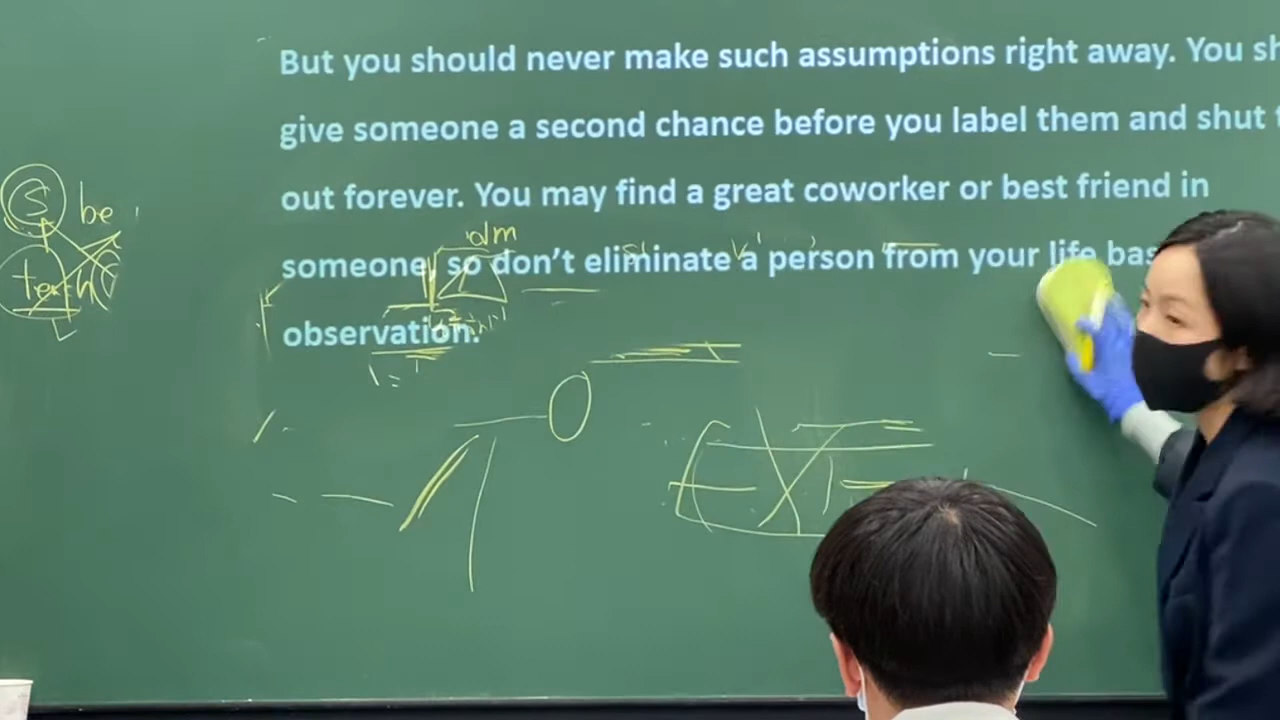 But you should never make such assumptions right away. You sh
give someone a second chance before you label them and shut
out forever. You may find a great coworker or best friend in
someone, so don't eliminate a person from your life bas
observation.
S be
dm